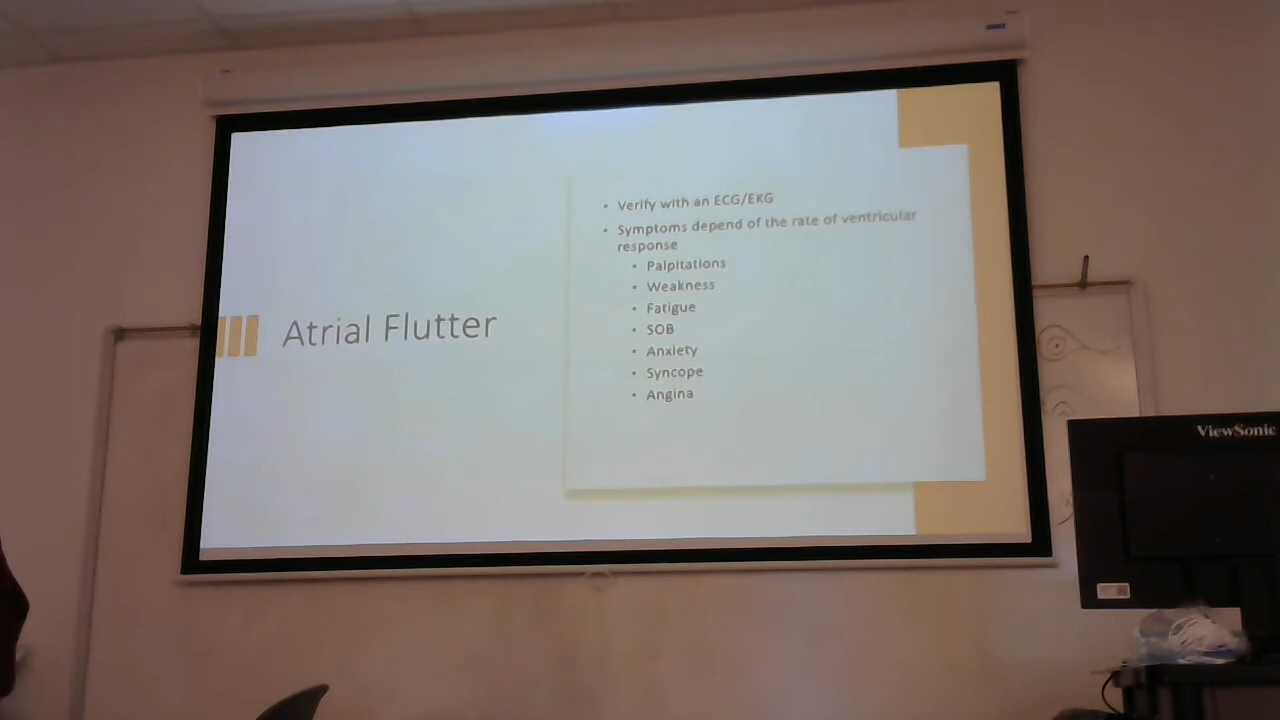 Atrial Flutter
• Verify with an ECG/EKG
• Symptoms depend of the rate of ventricular
response
• Palpitations
• Weakness
• Fatigue
• SOB
• Anxiety
• Syncope
• Angina
ViewSonic